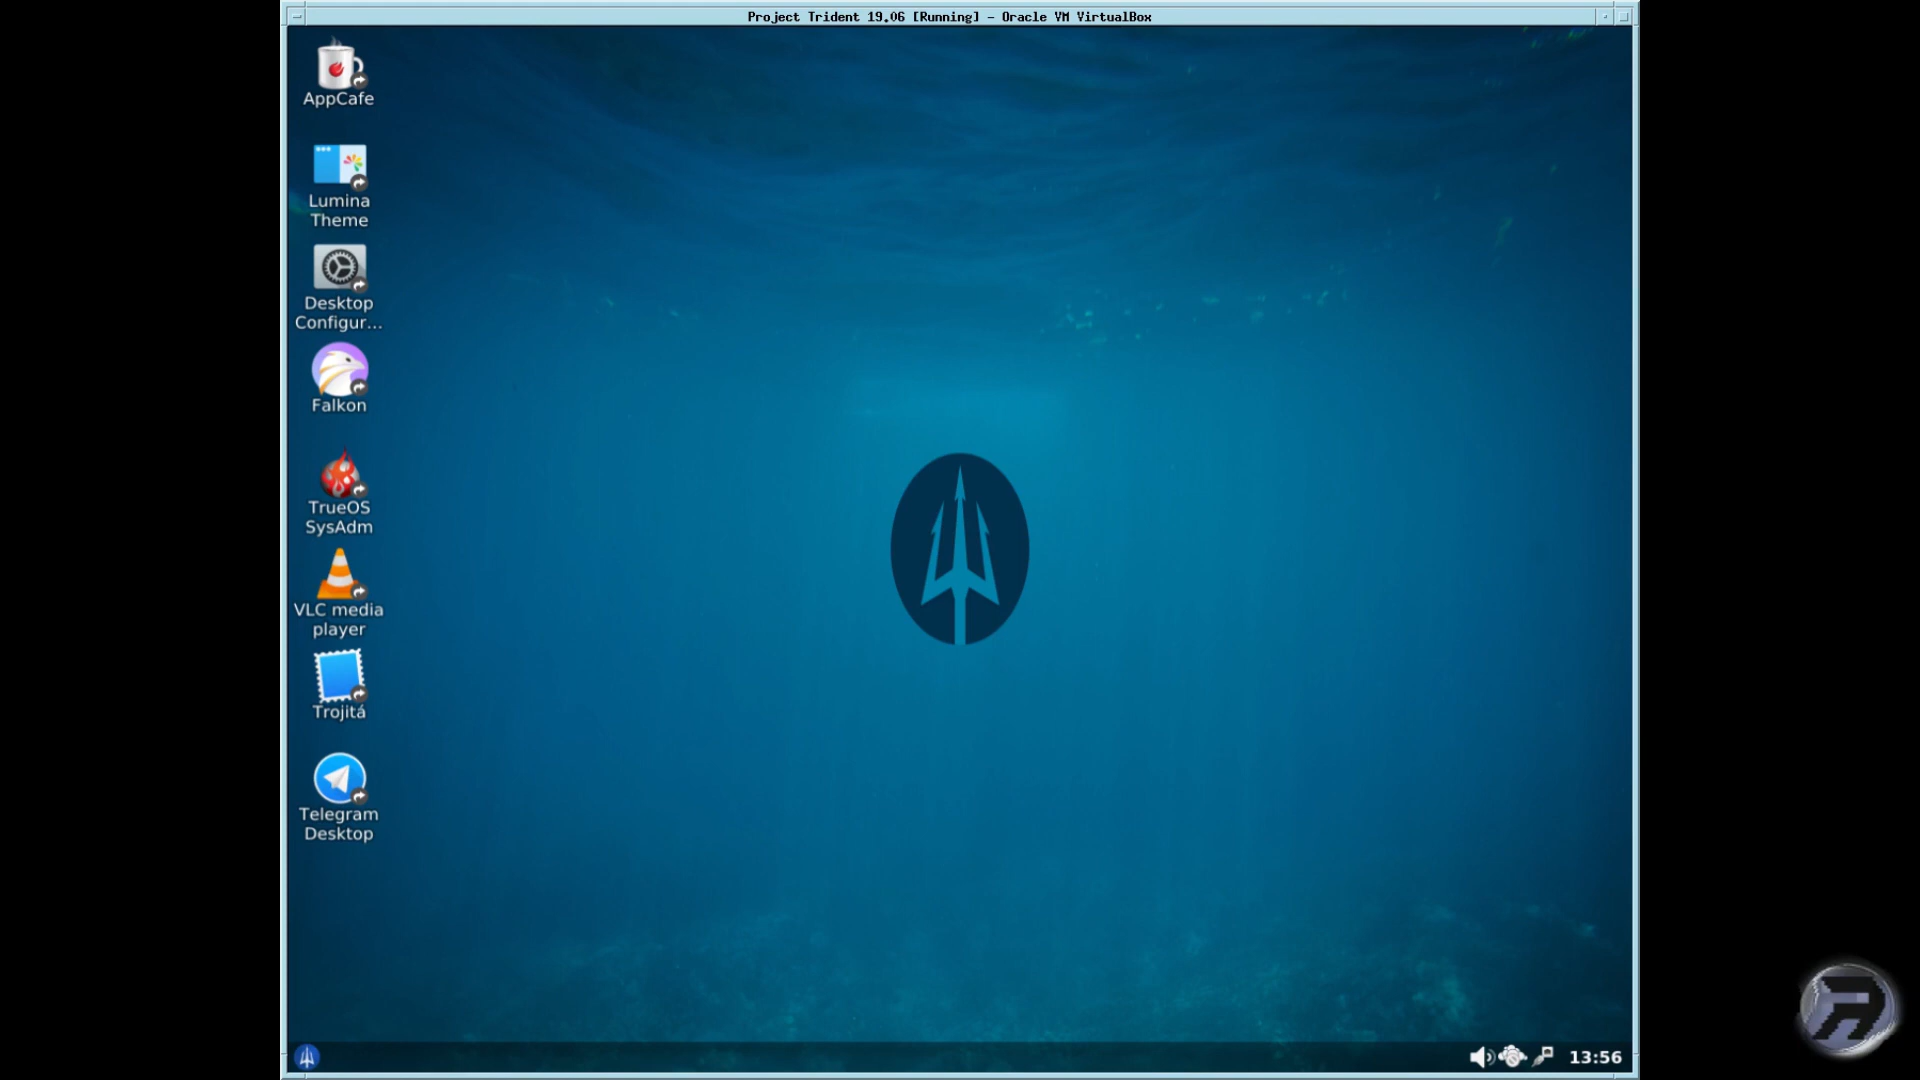 Project Trident 19.06 [Running] - Oracle VM VirtualBox
AppCafe
Lumina
Theme
Desktop
Configur...
Falkon
TrueOS
SysAdm
VLC media
player
Trojitá
Telegram
Desktop
13:56